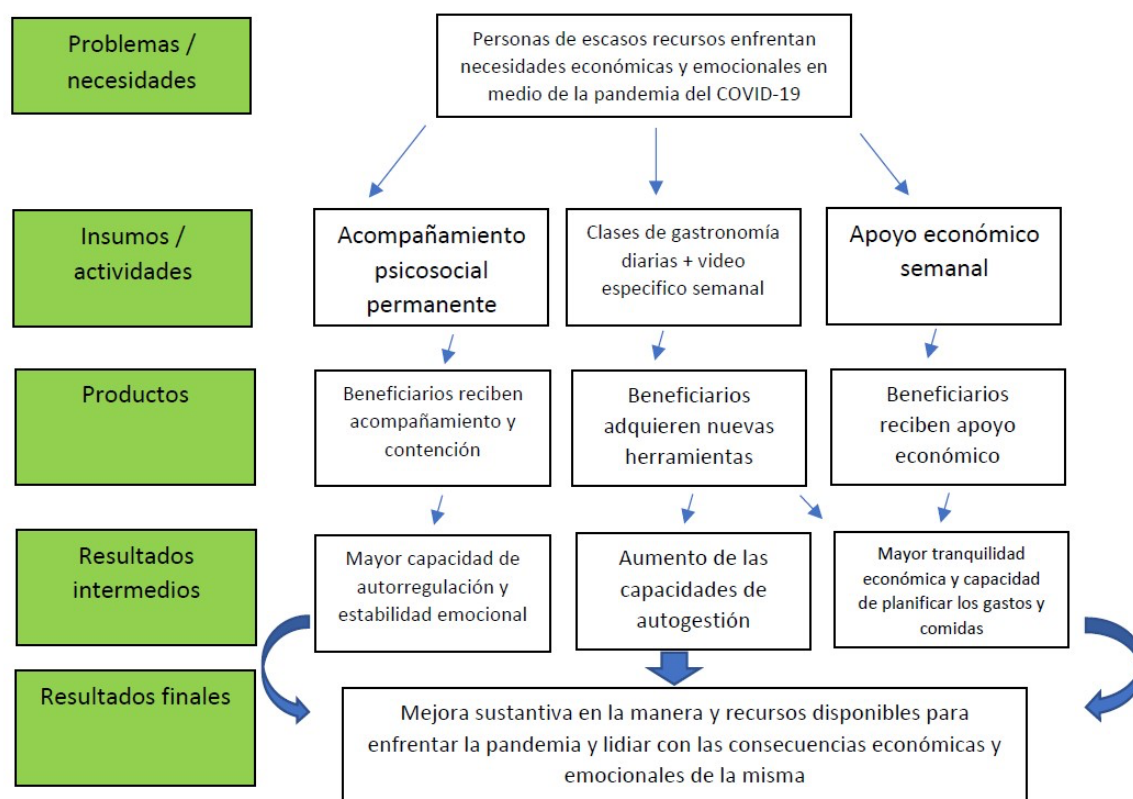 Problemas /
necesidades
Personas de escasos recursos enfrentan
necesidades económicas y emocionales en
medio de la pandemia del COVID-19
Insumos /
actividades
Acompañamiento
psicosocial
permanente
Clases de gastronomía
diarias + video
especifico semanal
Apoyo económico
semanal
Productos
Beneficiarios reciben
acompañamiento y
contención
Beneficiarios
adquieren nuevas
herramientas
Beneficiarios
reciben apoyo
económico
Resultados
intermedios
Mayor capacidad de
autorregulación y
estabilidad emocional
Aumento de las
capacidades de
autogestión
Mayor tranquilidad
económica y capacidad
de planificar los gastos y
comidas
Resultados finales
Mejora sustantiva en la manera y recursos disponibles para
enfrentar la pandemia y lidiar con las consecuencias económicas y
emocionales de la misma